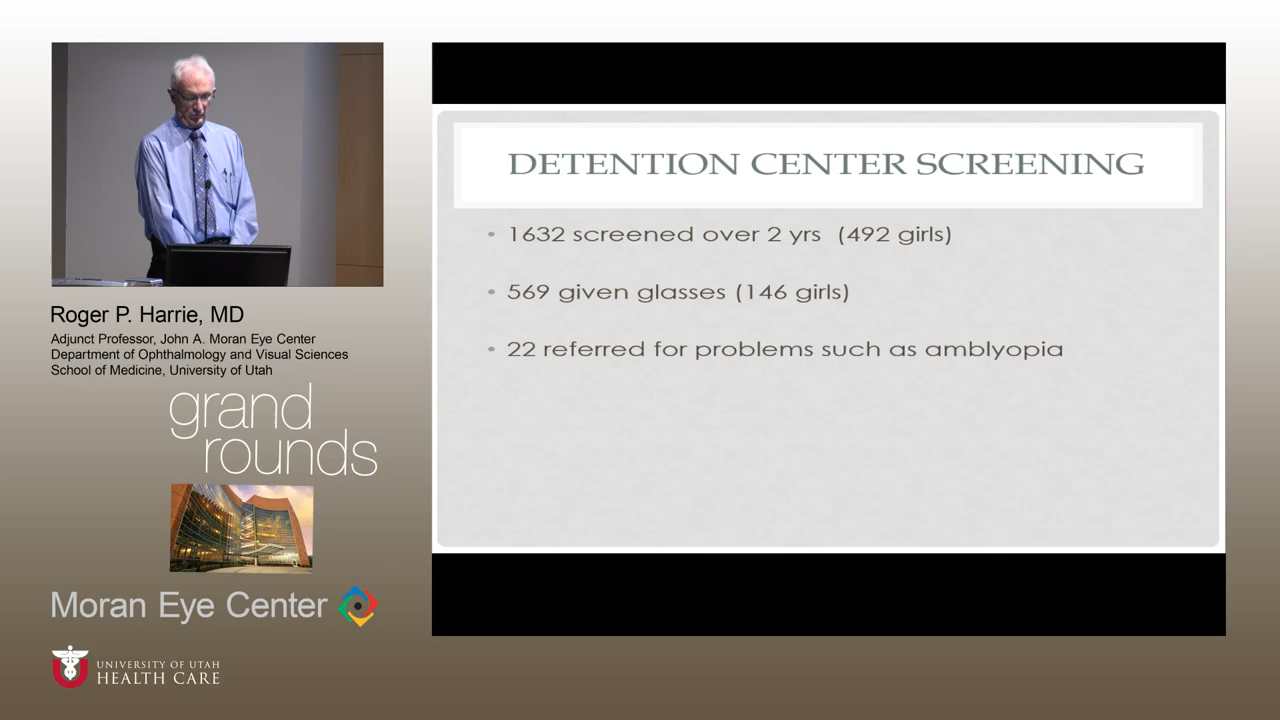 Roger P. Harrie, MD
Adjunct Professor, John A. Moran Eye Center
Department of Ophthalmology and Visual Sciences
School of Medicine, University of Utah
grand
rounds
Moran Eye Center
UNIVERSITY OF UTAH
HEALTH CARE
DETENTION CENTER SCREENING
• 1632 screened over 2 yrs (492 girls)
• 569 given glasses (146 girls)
• 22 referred for problems such as amblyopia